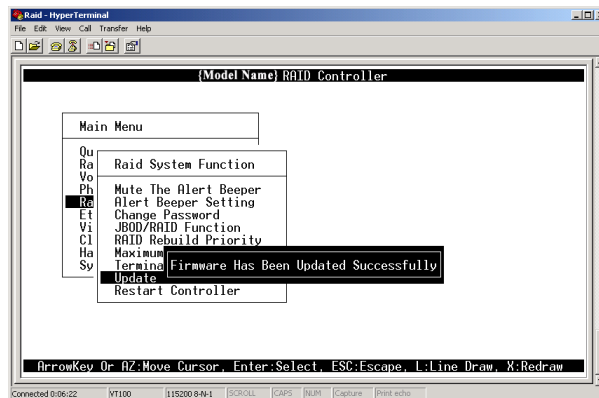 Raid - HyperTerminal
File Edit View Call Transfer Help
{Model Name} RAID Controller
Main Menu
Qu
Ra
Vo
Ph
Ra
Et
Vi
Cl
Ha
Sy
Raid System Function
Mute The Alert Beeper
Alert Beeper Setting
Change Password
JBOD/RAID Function
RAID Rebuild Priority
Maximum
Termina
Update
Restart Controller
Firmware Has Been Updated Successfully
ArrowKey Or AZ:Move Cursor, Enter:Select, ESC:Escape, L:Line Draw, X:Redraw
Connected 0:06:22 VT100 115200 8-N-1 SCROLL CAPS NUM Capture Print echo